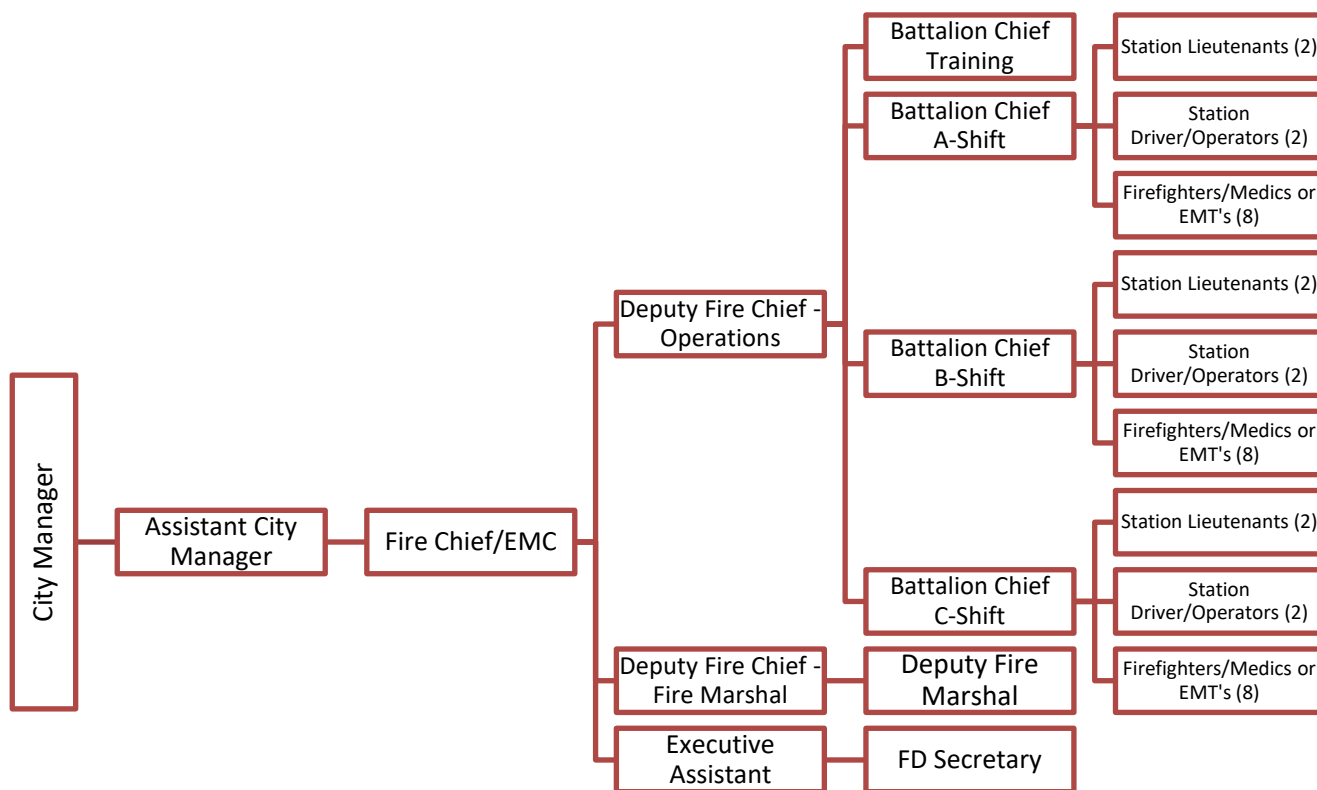 City Manager
Assistant City
Manager
Fire Chief/EMC
Deputy Fire Chief -
Operations
Battalion Chief
Training
Battalion Chief
A-Shift
Station Lieutenants (2)
Station
Driver/Operators (2)
Firefighters/Medics or
EMT's (8)
Battalion Chief
B-Shift
Station Lieutenants (2)
Station
Driver/Operators (2)
Firefighters/Medics or
EMT's (8)
Battalion Chief
C-Shift
Station Lieutenants (2)
Station
Driver/Operators (2)
Firefighters/Medics or
EMT's (8)
Deputy Fire Chief -
Fire Marshal
Deputy Fire
Marshal
Executive
Assistant
FD Secretary